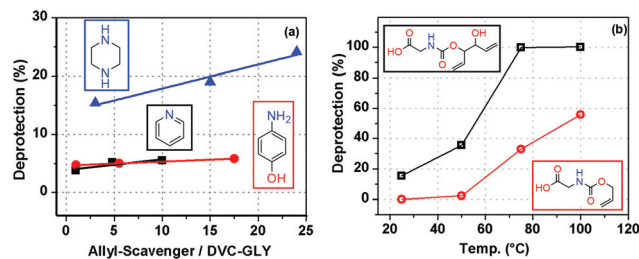 (a)
Deprotection (%)
30
20
10
0
H
N
N
H
N
NH2
OH
0 5 10 15 20 25
Allyl-Scavenger / DVC-GLY
(b)
Deprotection (%)
100
80
60
40
20
0
O OH
HO H N O
O
O H
HO N O
O
20 40 60 80 100 120
Temp. (°C)